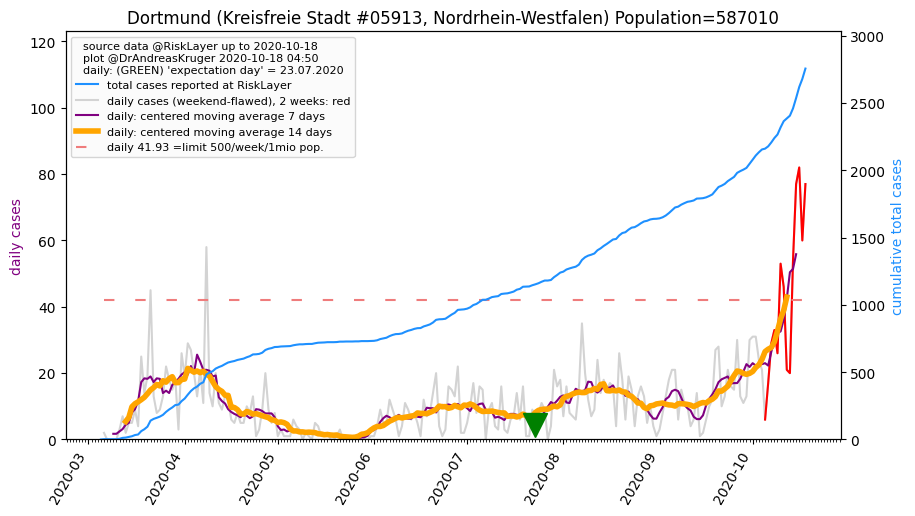 Dortmund (Kreisfreie Stadt #05913, Nordrhein-Westfalen) Population=587010
source data @RiskLayer up to 2020-10-18
plot @DrAndreasKruger 2020-10-18 04:50
daily: (GREEN) 'expectation day' = 23.07.2020
total cases reported at RiskLayer
daily cases (weekend-flawed), 2 weeks: red
daily: centered moving average 7 days
daily: centered moving average 14 days
daily 41.93 =limit 500/week/1mio pop.
daily cases
120
100
80
60
40
20
0
3000
2500
2000
1500
1000
500
0
cumulative total cases
2020-03
2020-04
2020-05
2020-06
2020-07
2020-08
2020-09
2020-10